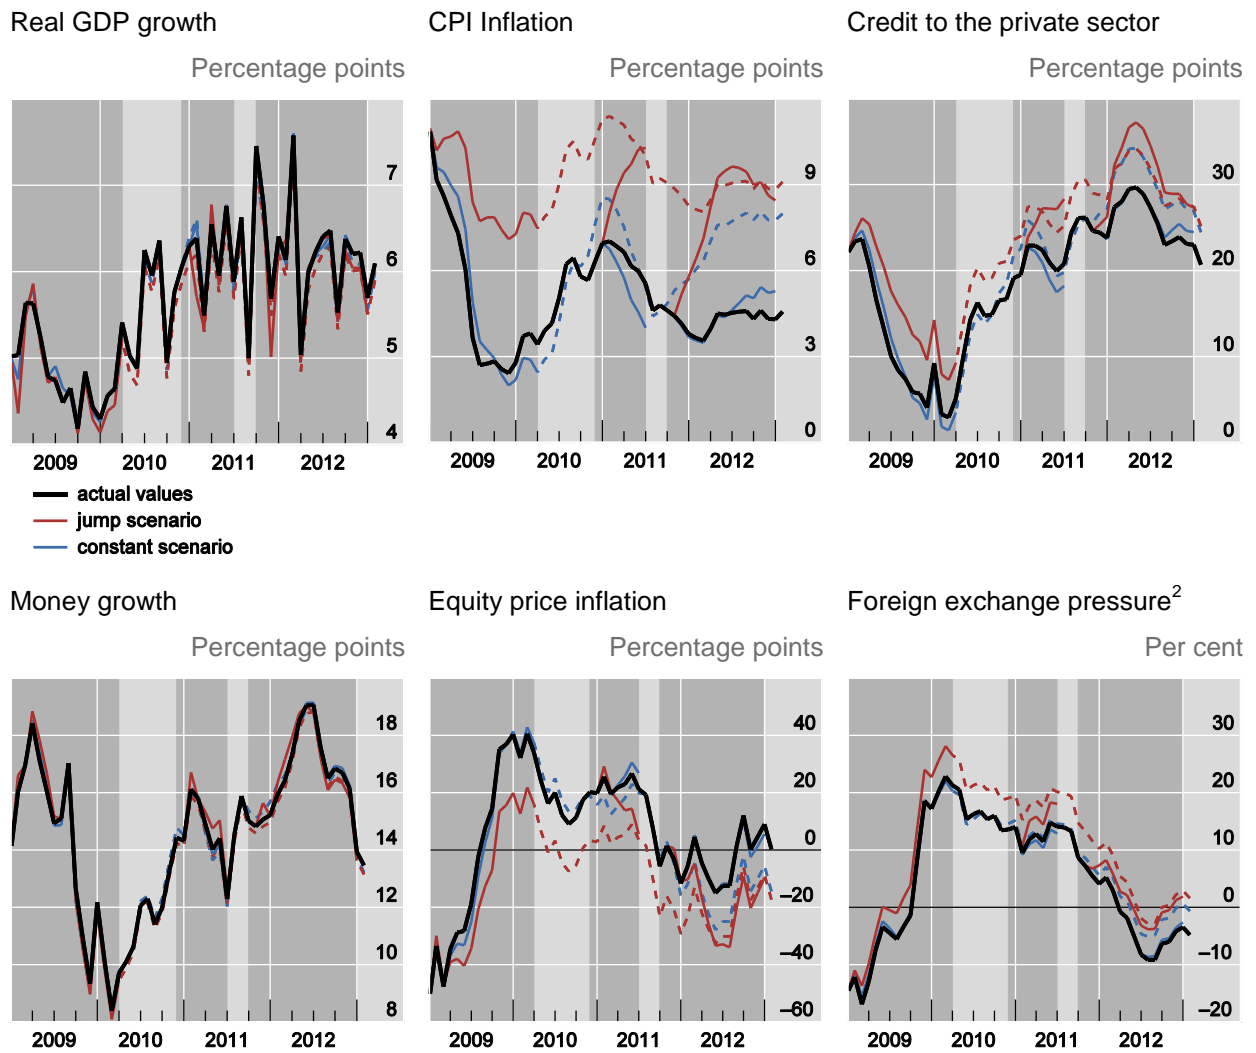 Real GDP growth
Percentage points
7
6
5
4
2009 2010 2011 2012
CPI Inflation
Percentage points
9
6
3
0
2009 2010 2011 2012
Credit to the private sector
Percentage points
30
20
10
0
2009 2010 2011 2012
actual values
jump scenario
constant scenario
Money growth
Percentage points
18
16
14
12
10
8
2009 2010 2011 2012
Equity price inflation
Percentage points
40
20
0
–20
–40
–60
2009 2010 2011 2012
Foreign exchange pressure²
Per cent
30
20
10
0
–10
–20
2009 2010 2011 2012